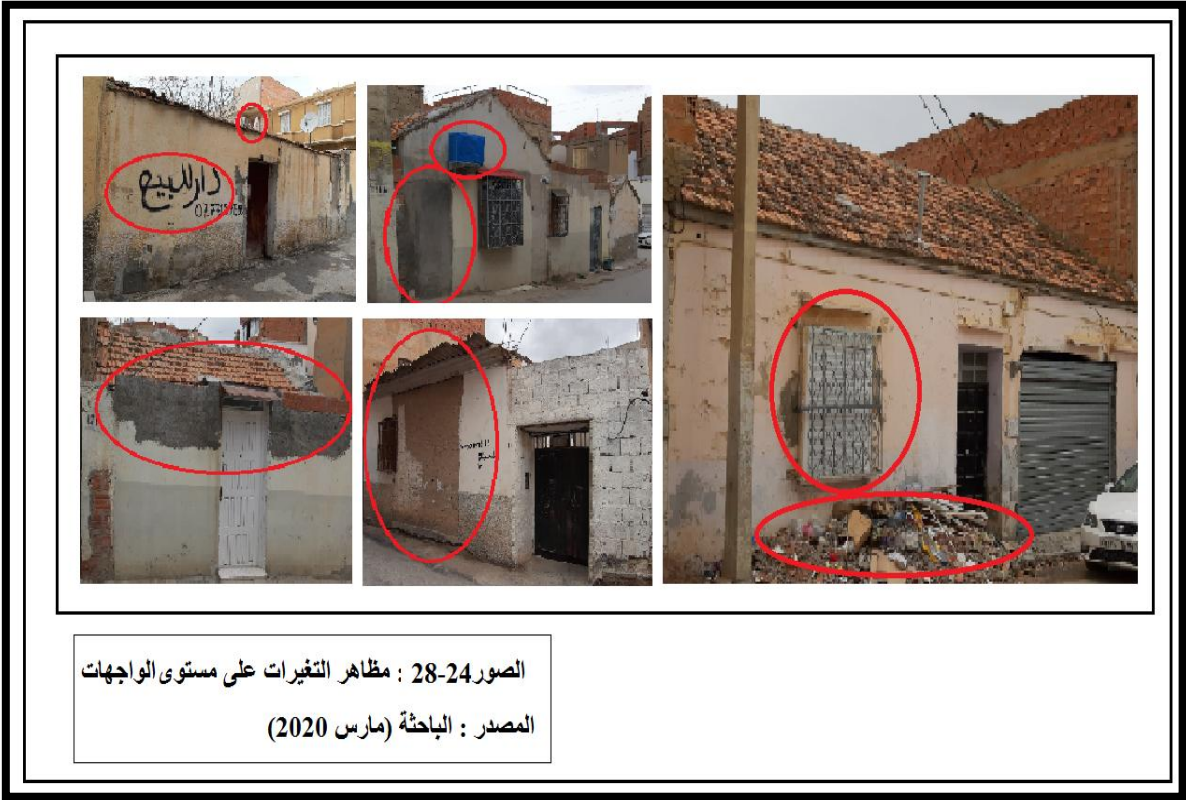 دار للبيع
الصور24-28 : مظاهر التغيرات على مستوى الواجهات
المصدر : الباحثة (مارس 2020)